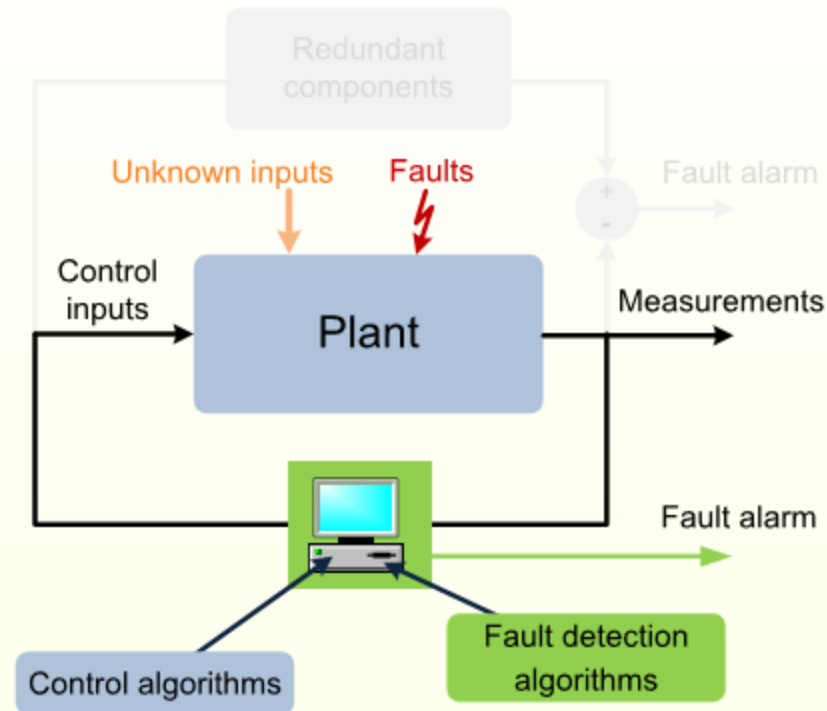 Redundant
components
Unknown inputs
Faults
Fault alarm
+
-
Control
inputs
Plant
Measurements
Fault alarm
Control algorithms
Fault detection
algorithms